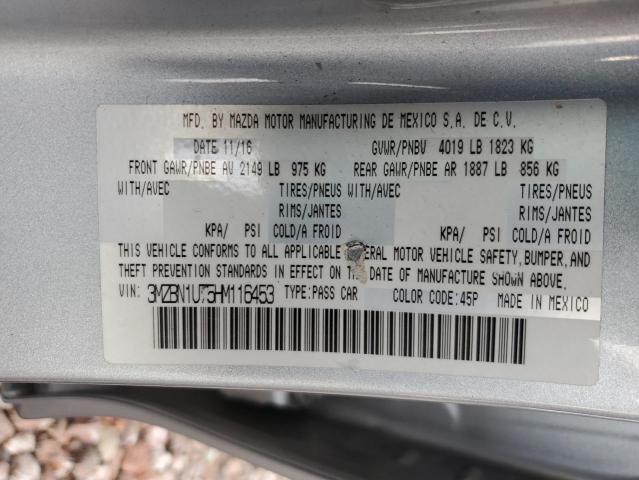 MFD. BY MAZDA MOTOR MANUFACTURING DE MEXICO S.A. DE C.V.
DATE 11/16 GVWR/PNBV 4019 LB 1823 KG
FRONT GAWR/PNBE AV 2149 LB 975 KG REAR GAWR/PNBE AR 1887 LB 856 KG
WITH/AVEC TIRES/PNEUS WITH/AVEC TIRES/PNEUS
RIMS/JANTES RIMS/JANTES
KPA/ PSI COLD/A FROID KPA/ PSI COLD/A FROID
THIS VEHICLE CONFORMS TO ALL APPLICABLE ERAL MOTOR VEHICLE SAFETY, BUMPER, AND
THEFT PREVENTION STANDARDS IN EFFECT ON THE DATE OF MANUFACTURE SHOWN ABOVE.
VIN: 3MZBN1U75HM116453 TYPE:PASS CAR COLOR CODE:45P MADE IN MEXICO